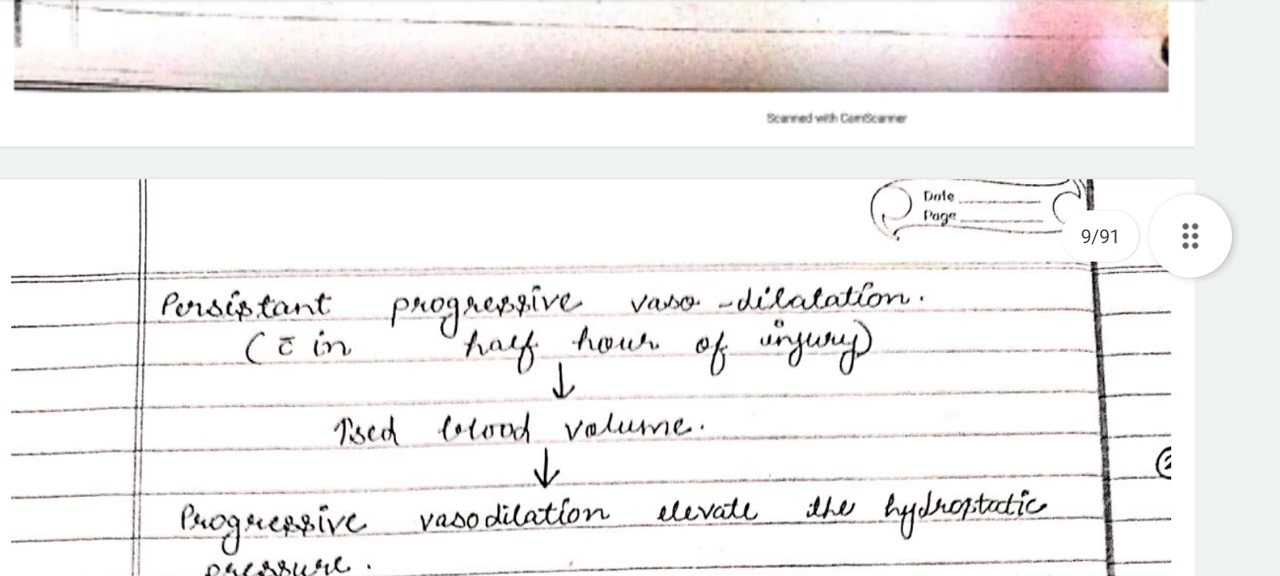 Scanned with CamScanner
Date
Page
9/91
Persistant progressive vaso-dilatation.
(c̄ in half hour of injury)
↓
↑sed blood volume.
↓
Progressive vasodilation elevate the hydrostatic
pressure.